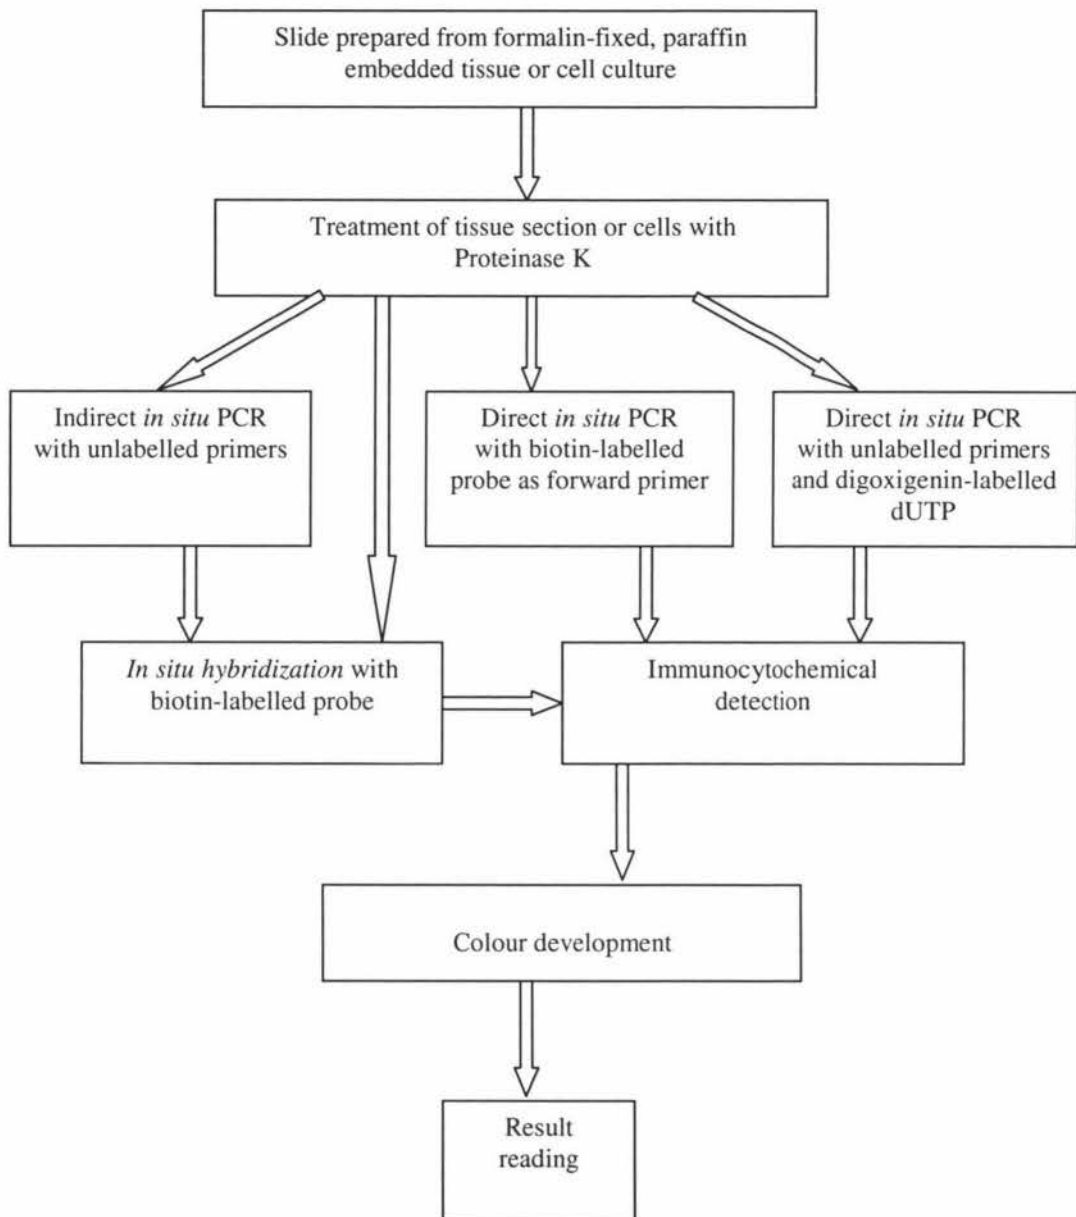 Slide prepared from formalin-fixed, paraffin
embedded tissue or cell culture
Treatment of tissue section or cells with
Proteinase K
Indirect in situ PCR
with unlabelled primers
Direct in situ PCR
with biotin-labelled
probe as forward primer
Direct in situ PCR
with unlabelled primers
and digoxigenin-labelled
dUTP
In situ hybridization with
biotin-labelled probe
Immunocytochemical
detection
Colour development
Result
reading